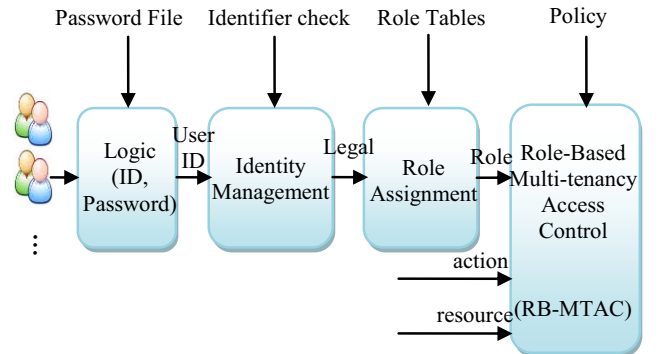 Password File
Identifier check
Role Tables
Policy
Logic
(ID,
Password)
User
ID
Identity
Management
Legal
Role
Assignment
Role
Role-Based
Multi-tenancy
Access
Control
(RB-MTAC)
action
resource